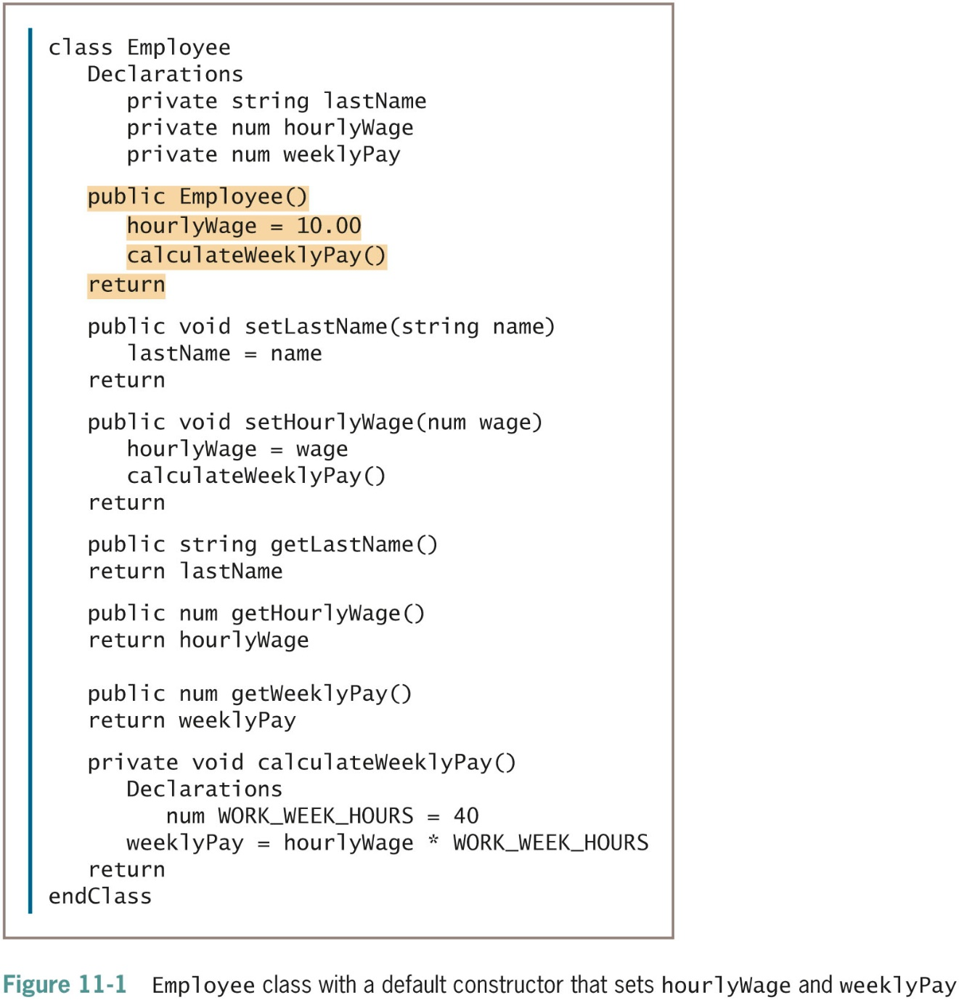 class Employee
   Declarations
      private string lastName
      private num hourlyWage
      private num weeklyPay
   public Employee()
      hourlyWage = 10.00
      calculateWeeklyPay()
   return
   public void setLastName(string name)
      lastName = name
   return
   public void setHourlyWage(num wage)
      hourlyWage = wage
      calculateWeeklyPay()
   return
   public string getLastName()
   return lastName
   public num getHourlyWage()
   return hourlyWage
   public num getWeeklyPay()
   return weeklyPay
   private void calculateWeeklyPay()
      Declarations
         num WORK_WEEK_HOURS = 40
      weeklyPay = hourlyWage * WORK_WEEK_HOURS
   return
endClass
Figure 11-1 Employee class with a default constructor that sets hourlyWage and weeklyPay